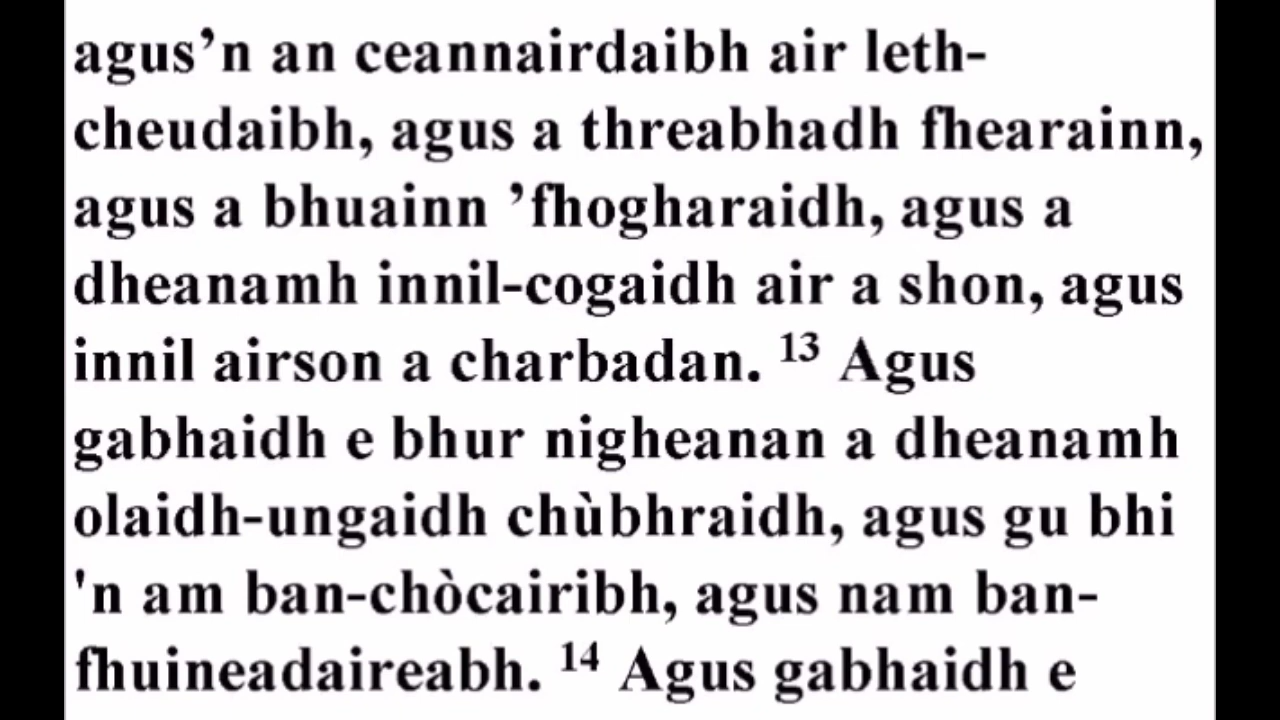 agus’n an ceannairdaibh air leth-
cheudaibh, agus a threabhadh fhearainn,
agus a bhuainn ’fhogharaidh, agus a
dheanamh innil-cogaidh air a shon, agus
innil airson a charbadan. 13 Agus
gabhaidh e bhur nigheanan a dheanamh
olaidh-ungaidh chùbhraidh, agus gu bhi
'n am ban-chòcairibh, agus nam ban-
fhuineadaireabh. 14 Agus gabhaidh e